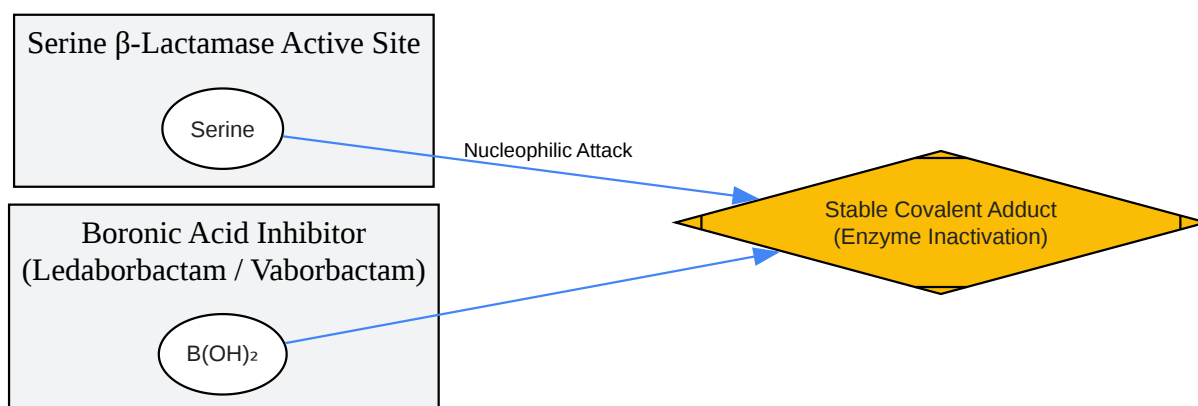 Serine β-Lactamase Active Site
Serine
Nucleophilic Attack
Boronic Acid Inhibitor
(Ledaborbactam / Vaborbactam)
B(OH)₂
Stable Covalent Adduct
(Enzyme Inactivation)